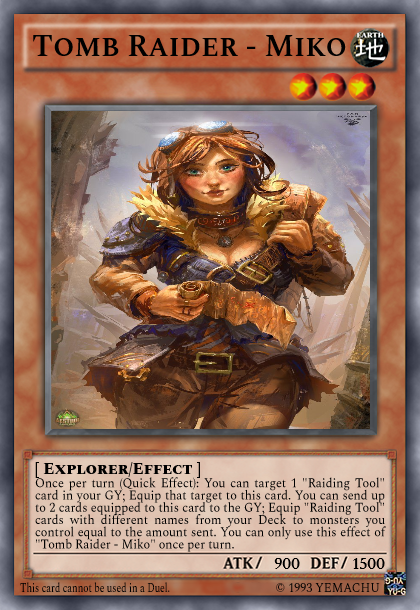 TOMB RAIDER - MIKO
EARTH
地
[ EXPLORER/EFFECT ]
Once per turn (Quick Effect): You can target 1 "Raiding Tool"
card in your GY; Equip that target to this card. You can send up
to 2 cards equipped to this card to the GY; Equip "Raiding Tool"
cards with different names from your Deck to monsters you
control equal to the amount sent. You can only use this effect of
"Tomb Raider - Miko" once per turn.
ATK/ 900 DEF/ 1500
This card cannot be used in a Duel.
©1993 YEMACHU